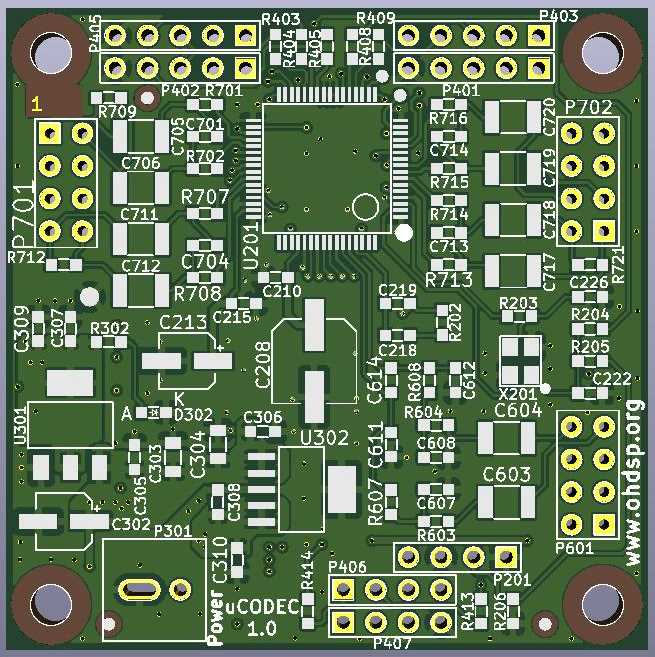 R403
R409
P403
P405
R404
R405
R408
P402
R701
P401
R709
C705
C701
R716
C720
P702
1
C706
R702
C714
C719
R715
P701
C711
R707
R714
C718
C704
U201
C713
R712
C712
R708
C210
R713
C717
R721
C226
C215
C219
R202
R203
R204
C309
C307
R302
C213
+
C208
C218
R205
X201
C222
C614
R608
C612
A
K
D302
U301
R604
C604
C306
U302
C611
C608
C304
C303
C305
C603
www.ohdsp.org
C308
R607
C607
+
C302
P301
R603
P601
C310
R414
P406
P201
Power
uCODEC
1.0
R413
R206
P407